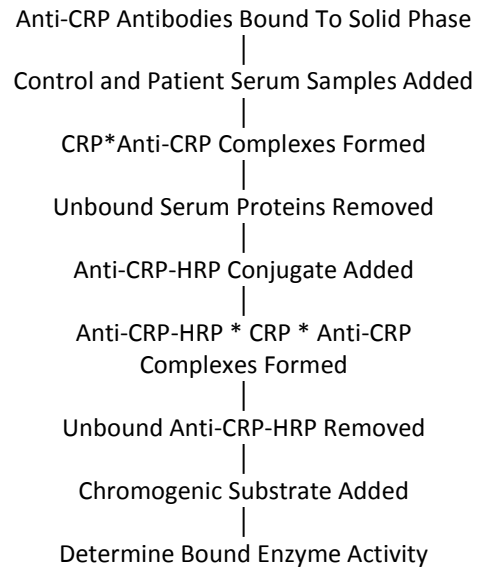 Anti-CRP Antibodies Bound To Solid Phase
Control and Patient Serum Samples Added
CRP*Anti-CRP Complexes Formed
Unbound Serum Proteins Removed
Anti-CRP-HRP Conjugate Added
Anti-CRP-HRP * CRP * Anti-CRP
Complexes Formed
Unbound Anti-CRP-HRP Removed
Chromogenic Substrate Added
Determine Bound Enzyme Activity